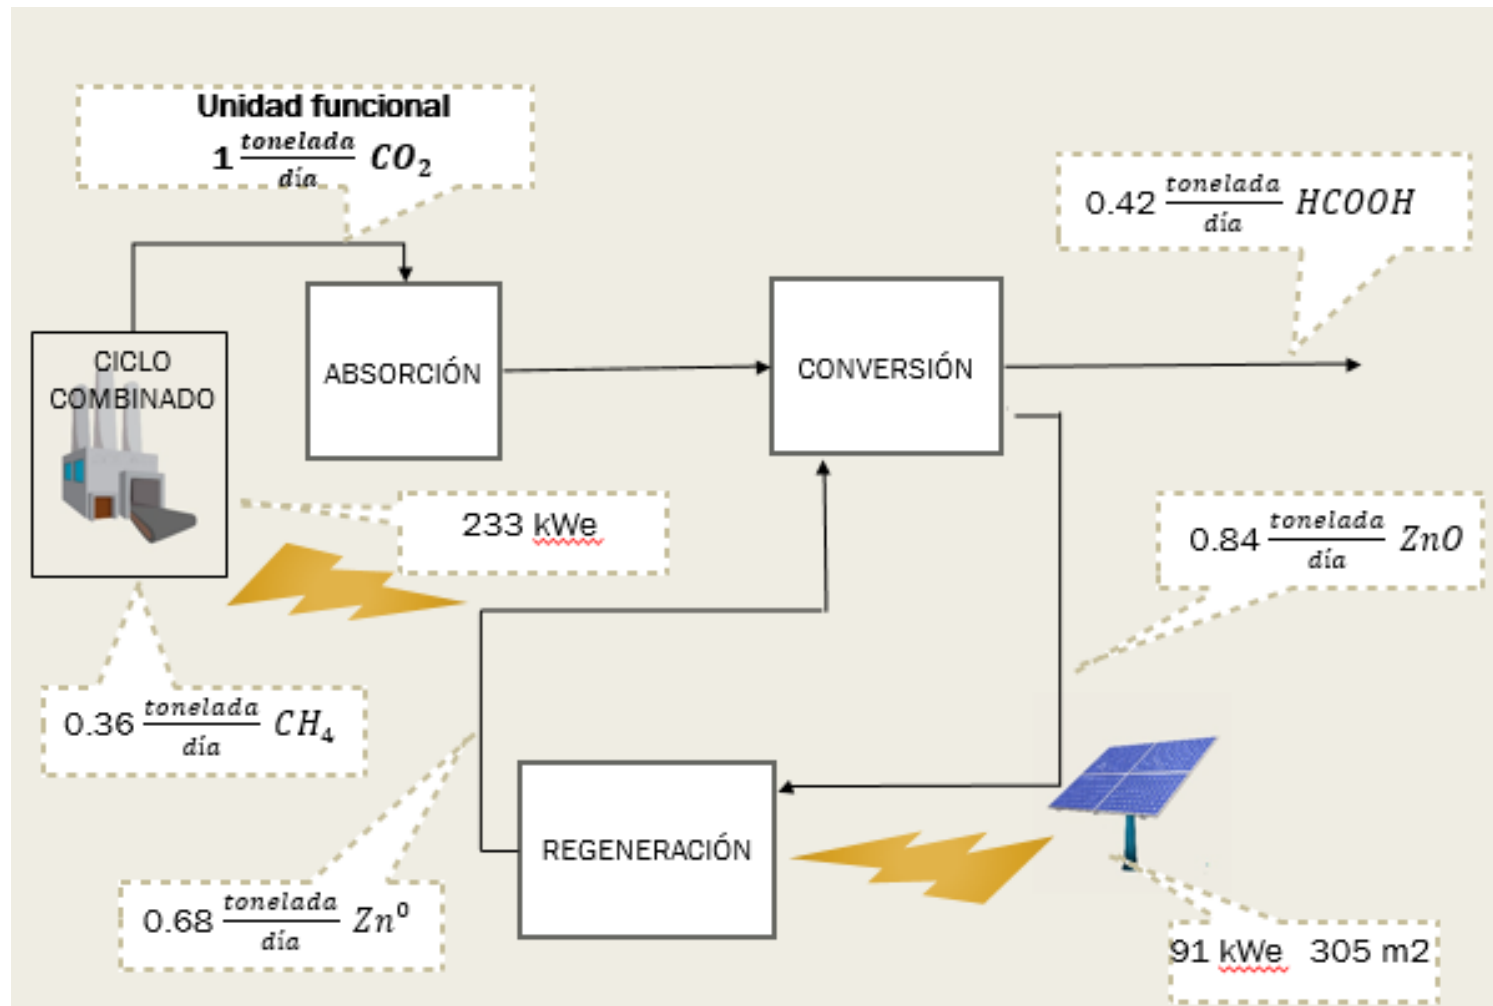 Unidad funcional
1 tonelada/día CO₂
0.42 tonelada/día HCOOH
CICLO
COMBINADO
ABSORCIÓN
CONVERSIÓN
233 kWe
0.84 tonelada/día ZnO
0.36 tonelada/día CH₄
REGENERACIÓN
0.68 tonelada/día Zn⁰
91 kWe 305 m2